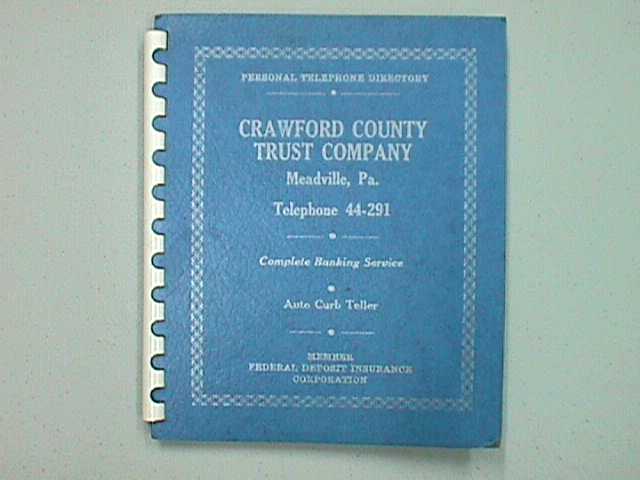 PERSONAL TELEPHONE DIRECTORY
CRAWFORD COUNTY
TRUST COMPANY
Meadville, Pa.
Telephone 44-291
Complete Banking Service
Auto Curb Teller
MEMBER
FEDERAL DEPOSIT INSURANCE
CORPORATION